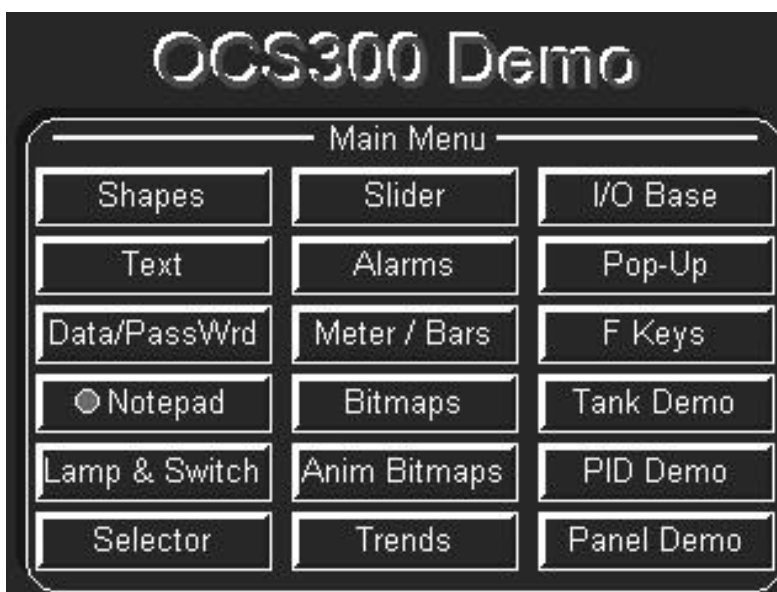 OCS300 Demo
Main Menu
Shapes
Slider
I/O Base
Text
Alarms
Pop-Up
Data/PassWrd
Meter / Bars
F Keys
Notepad
Bitmaps
Tank Demo
Lamp & Switch
Anim Bitmaps
PID Demo
Selector
Trends
Panel Demo